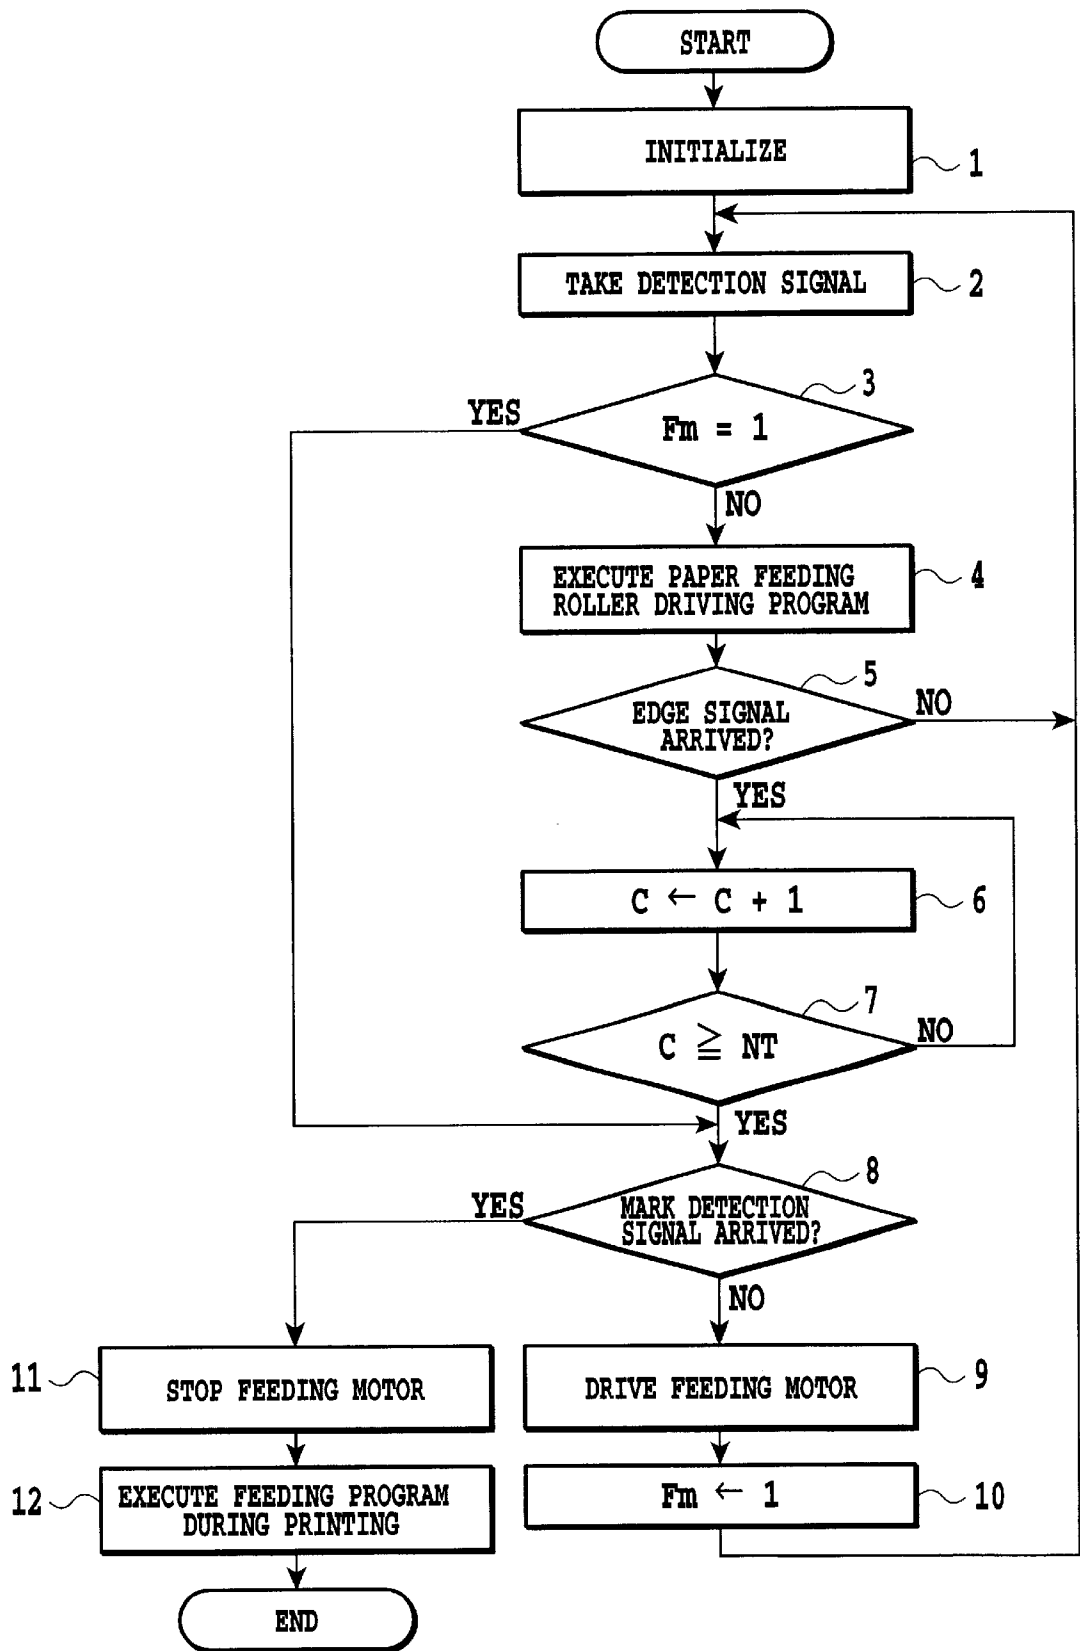 START
INITIALIZE
1
TAKE DETECTION SIGNAL
2
3
YES
Fm = 1
NO
EXECUTE PAPER FEEDING
ROLLER DRIVING PROGRAM
4
5
EDGE SIGNAL
ARRIVED?
NO
YES
C ← C + 1
6
7
C ≧ NT
NO
YES
8
YES
MARK DETECTION
SIGNAL ARRIVED?
NO
11
STOP FEEDING MOTOR
DRIVE FEEDING MOTOR
9
12
EXECUTE FEEDING PROGRAM
DURING PRINTING
Fm ← 1
10
END